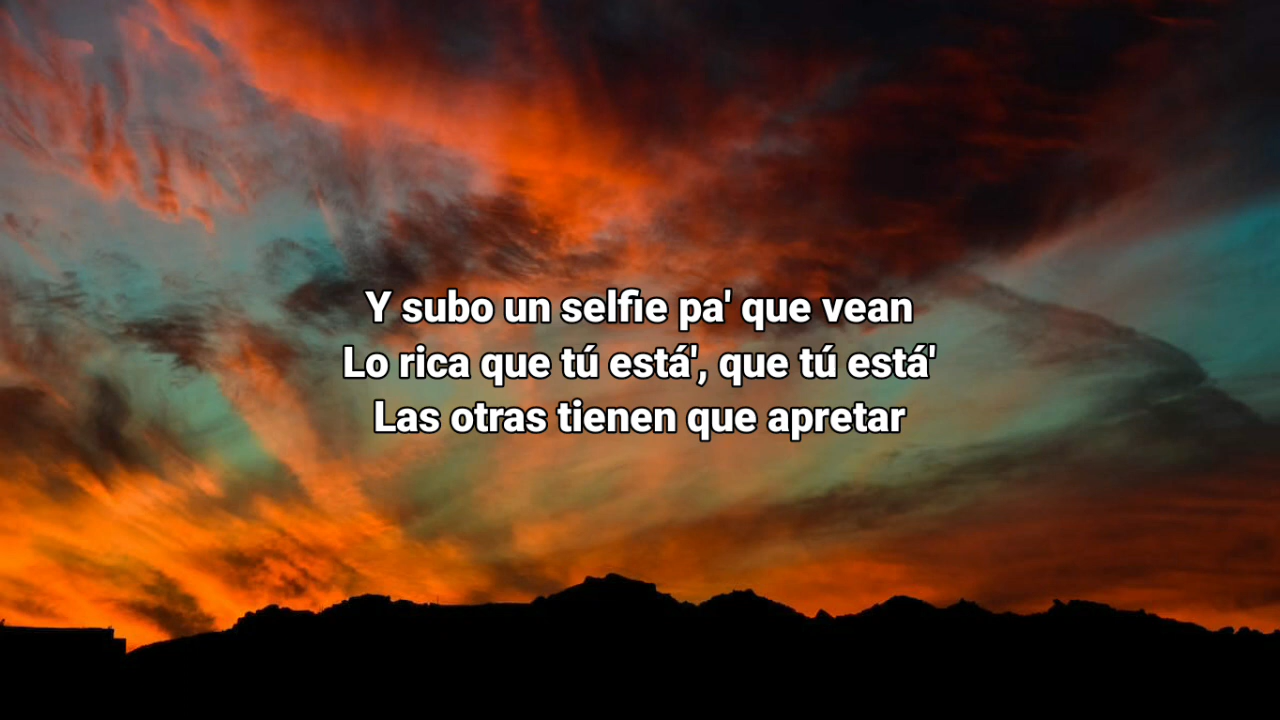 Y subo un selfie pa' que vean
Lo rica que tú está', que tú está'
Las otras tienen que apretar